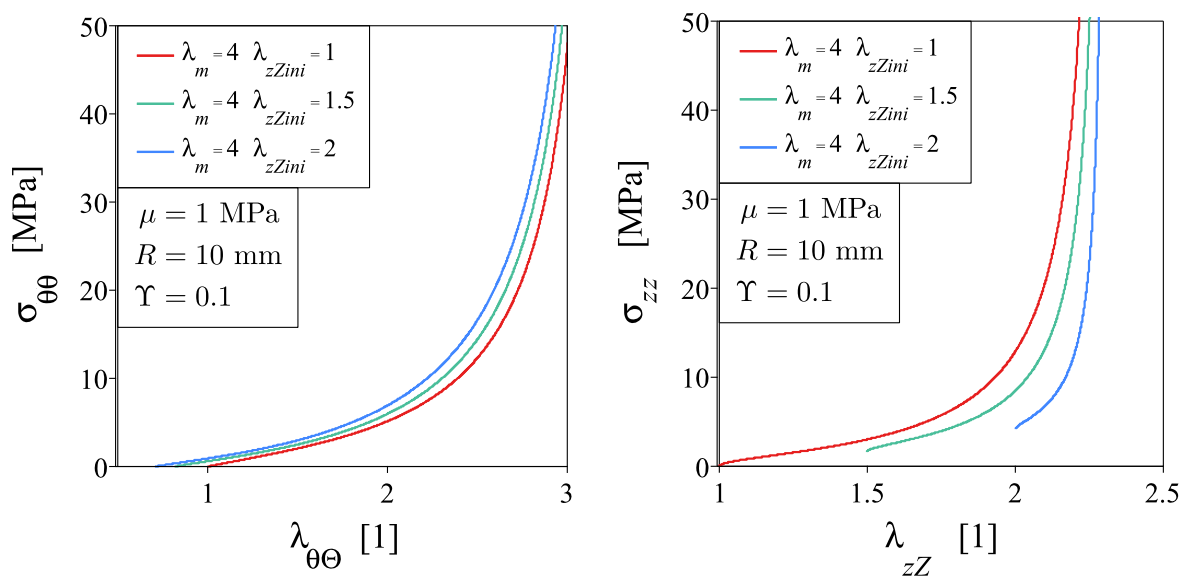 50
40
30
20
10
0
σθθ [MPa]
λm=4 λzZini=1
λm=4 λzZini=1.5
λm=4 λzZini=2
μ = 1 MPa
R = 10 mm
Υ = 0.1
1 2 3
λθΘ [1]
50
40
30
20
10
0
σzz [MPa]
λm=4 λzZini=1
λm=4 λzZini=1.5
λm=4 λzZini=2
μ = 1 MPa
R = 10 mm
Υ = 0.1
1 1.5 2 2.5
λzZ [1]